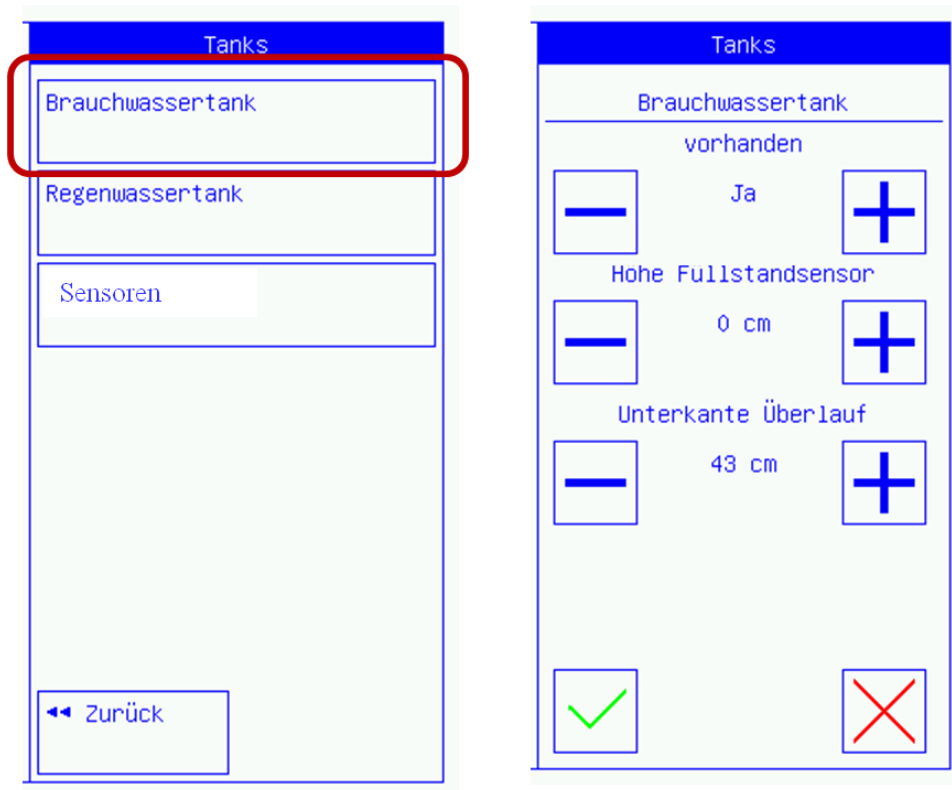 Tanks
Brauchwassertank
Regenwassertank
Sensoren
◄◄ Zurück
Tanks
Brauchwassertank
vorhanden
Ja
Hohe Fullstandsensor
0 cm
Unterkante Überlauf
43 cm